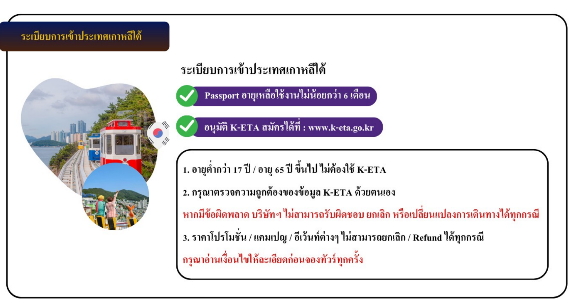 ระเบียบการเข้าประเทศเกาหลีใต้
ระเบียบการเข้าประเทศเกาหลีใต้
Passport อายุเหลือใช้งานไม่น้อยกว่า 6 เดือน
อนุมัติ K-ETA สมัครได้ที่ : www.k-eta.go.kr
1. อายุต่ำกว่า 17 ปี / อายุ 65 ปี ขึ้นไป ไม่ต้องใช้ K-ETA
2. กรุณาตรวจความถูกต้องของข้อมูล K-ETA ด้วยตนเอง
หากมีข้อผิดพลาด บริษัทฯ ไม่สามารถรับผิดชอบ ยกเลิก หรือเปลี่ยนแปลงการเดินทางได้ทุกกรณี
3. ราคาโปรโมชั่น / แคมเปญ / อีเว้นท์ต่างๆ ไม่สามารถยกเลิก / Refund ได้ทุกกรณี
กรุณาอ่านเงื่อนไขให้ละเอียดก่อนจองทัวร์ทุกครั้ง